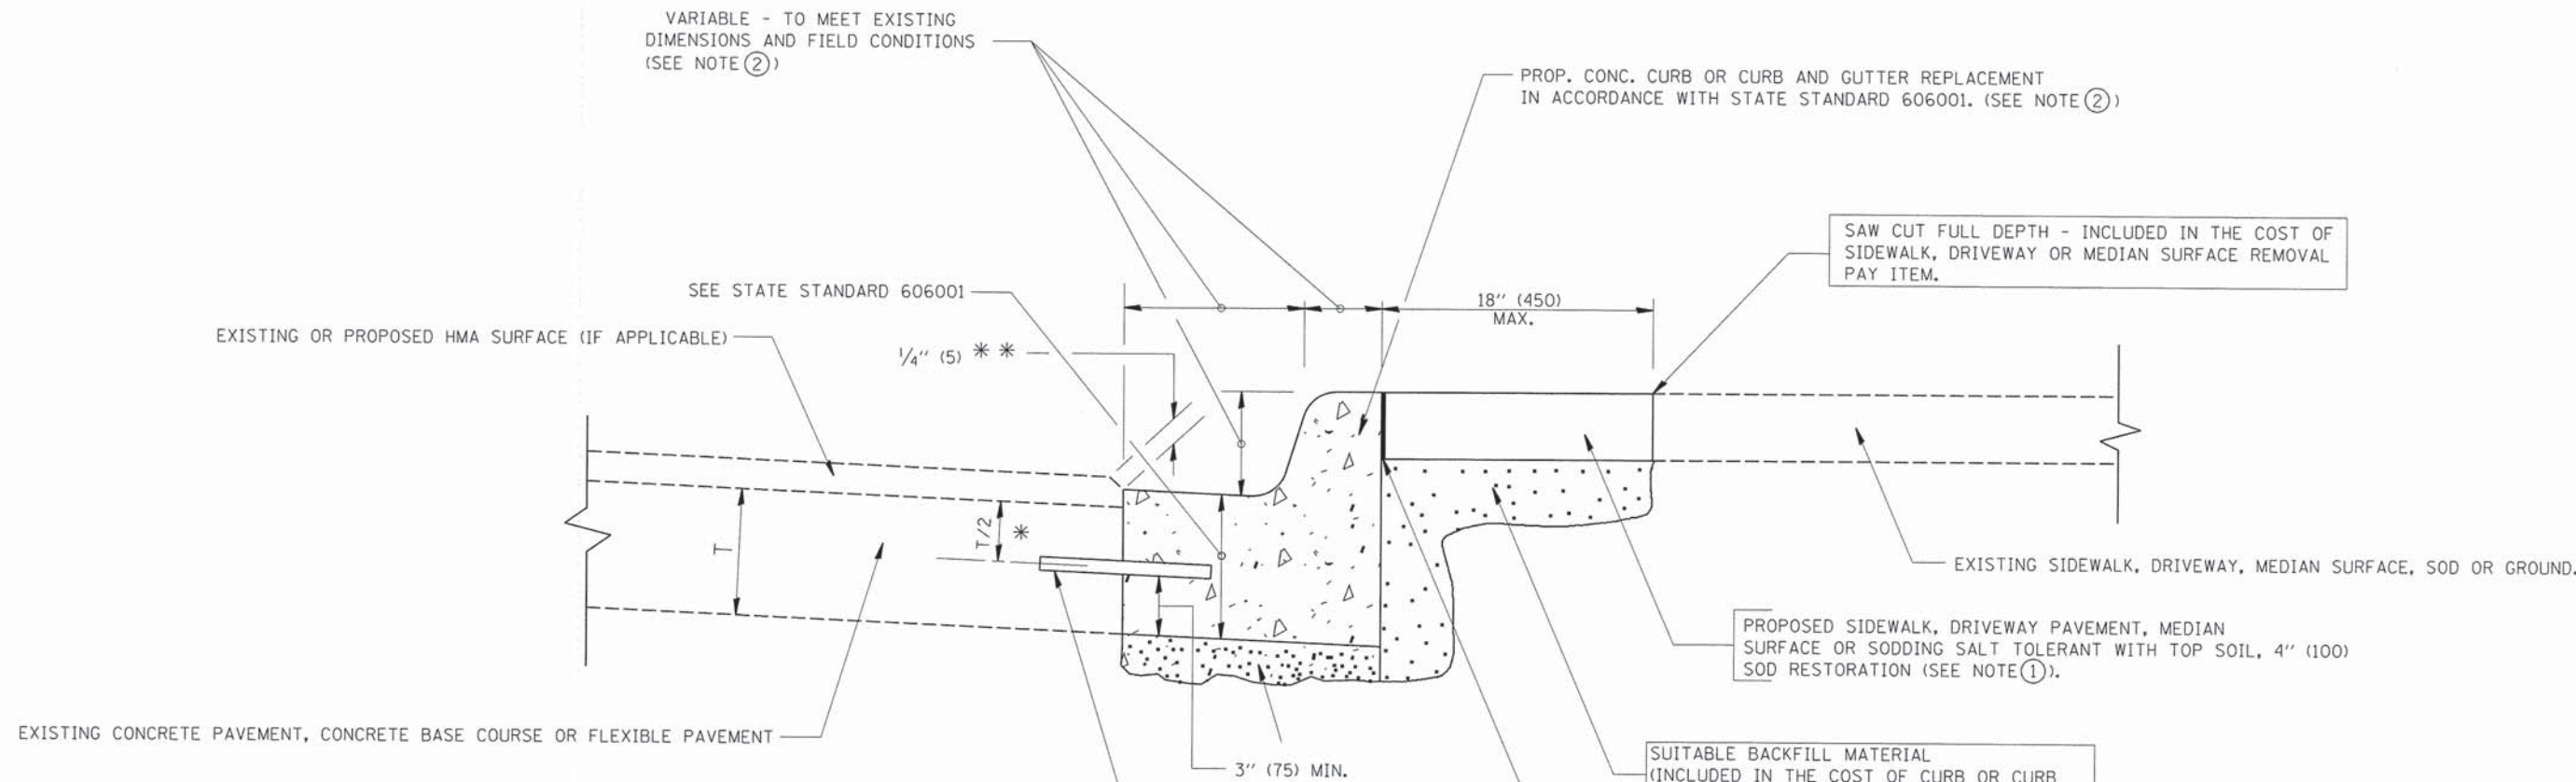 VARIABLE - TO MEET EXISTING
DIMENSIONS AND FIELD CONDITIONS
(SEE NOTE ②)
PROP. CONC. CURB OR CURB AND GUTTER REPLACEMENT
IN ACCORDANCE WITH STATE STANDARD 606001. (SEE NOTE ②)
SAW CUT FULL DEPTH - INCLUDED IN THE COST OF
SIDEWALK, DRIVEWAY OR MEDIAN SURFACE REMOVAL
PAY ITEM.
SEE STATE STANDARD 606001
18" (450)
MAX.
EXISTING OR PROPOSED HMA SURFACE (IF APPLICABLE)
1/4" (5) * *
T
T/2 *
EXISTING SIDEWALK, DRIVEWAY, MEDIAN SURFACE, SOD OR GROUND.
PROPOSED SIDEWALK, DRIVEWAY PAVEMENT, MEDIAN
SURFACE OR SODDING SALT TOLERANT WITH TOP SOIL, 4" (100)
SOD RESTORATION (SEE NOTE ①).
EXISTING CONCRETE PAVEMENT, CONCRETE BASE COURSE OR FLEXIBLE PAVEMENT
3" (75) MIN.
SUITABLE BACKFILL MATERIAL
(INCLUDED IN THE COST OF CURB OR CURB